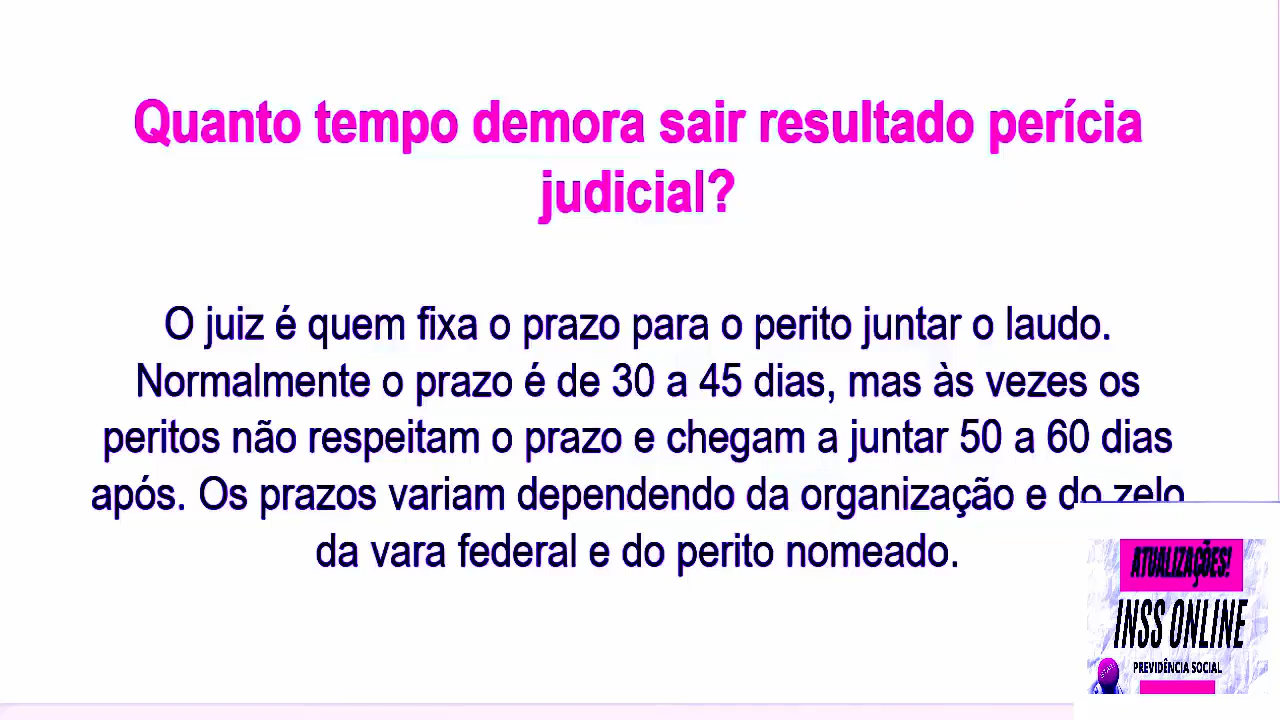 Quanto tempo demora sair resultado perícia
judicial?
O juiz é quem fixa o prazo para o perito juntar o laudo.
Normalmente o prazo é de 30 a 45 dias, mas às vezes os
peritos não respeitam o prazo e chegam a juntar 50 a 60 dias
após. Os prazos variam dependendo da organização e do zelo
da vara federal e do perito nomeado.
ATUALIZAÇÕES!
INSS ONLINE
PREVIDÊNCIA SOCIAL